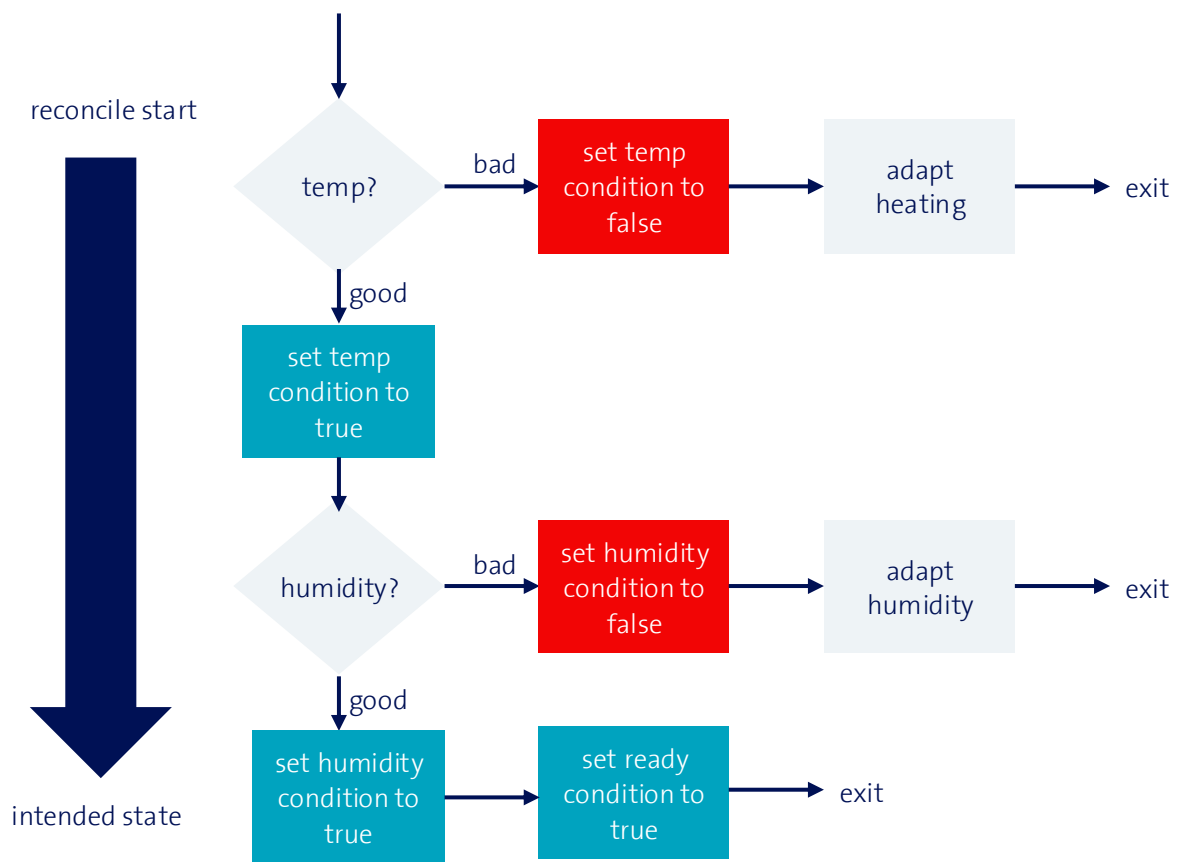 reconcile start
temp?
bad
set temp
condition to
false
adapt
heating
exit
good
set temp
condition to
true
humidity?
bad
set humidity
condition to
false
adapt
humidity
exit
good
set humidity
condition to
true
set ready
condition to
true
exit
intended state